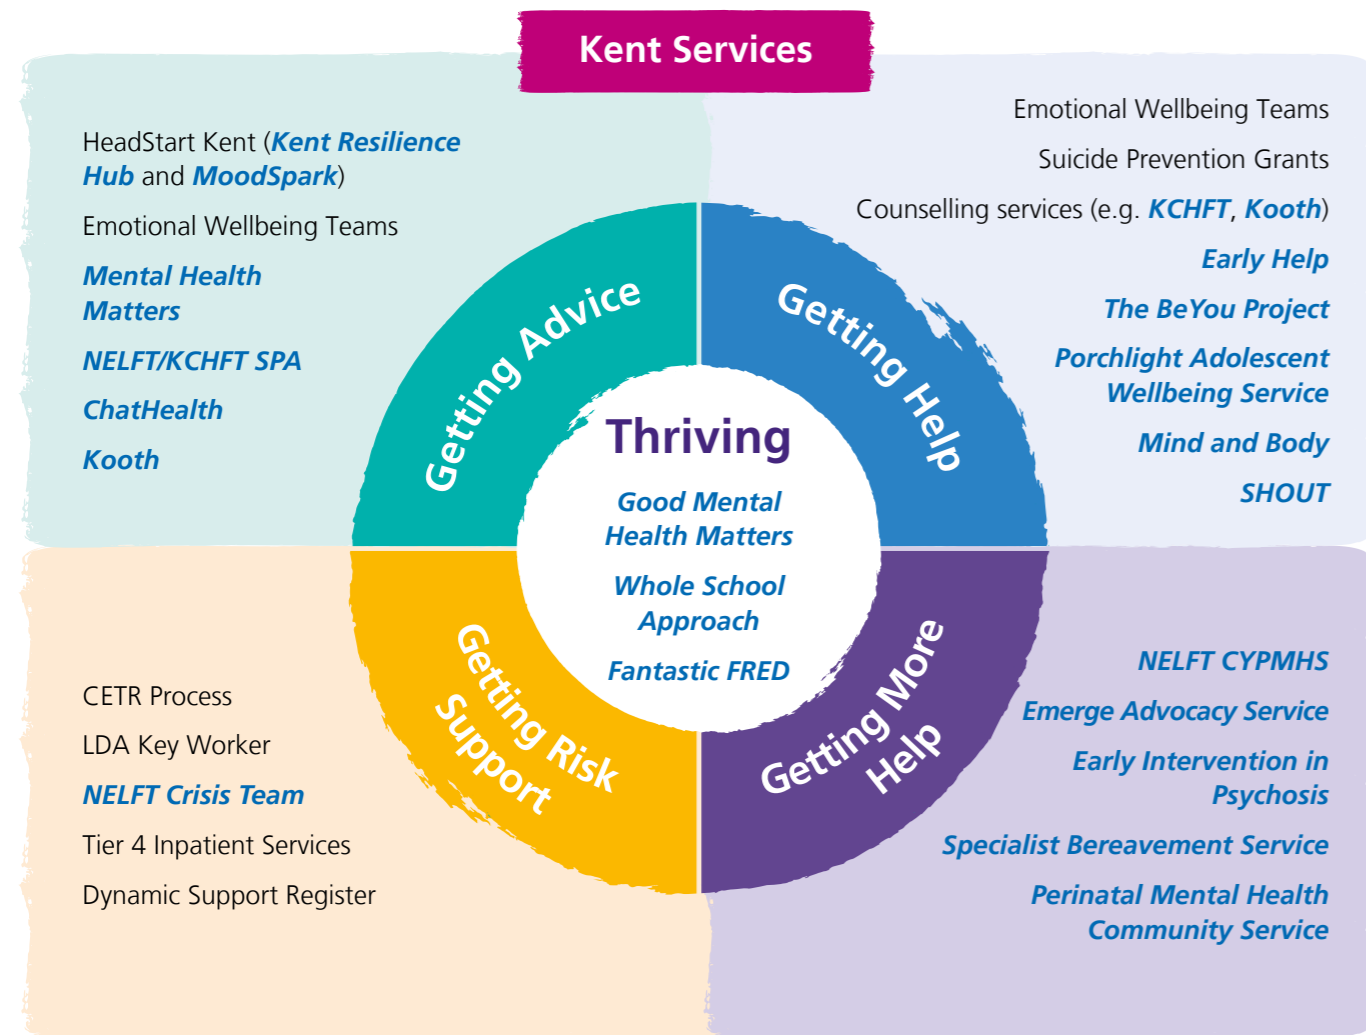 Kent Services
HeadStart Kent (Kent Resilience
Hub and MoodSpark)
Emotional Wellbeing Teams
Mental Health
Matters
NELFT/KCHFT SPA
ChatHealth
Kooth
Emotional Wellbeing Teams
Suicide Prevention Grants
Counselling services (e.g. KCHFT, Kooth)
Early Help
The BeYou Project
Porchlight Adolescent
Wellbeing Service
Mind and Body
SHOUT
Getting Advice
Getting Help
Thriving
Good Mental
Health Matters
Whole School
Approach
Fantastic FRED
Getting Risk
Support
Getting More
Help
CETR Process
LDA Key Worker
NELFT Crisis Team
Tier 4 Inpatient Services
Dynamic Support Register
NELFT CYPMHS
Emerge Advocacy Service
Early Intervention in
Psychosis
Specialist Bereavement Service
Perinatal Mental Health
Community Service